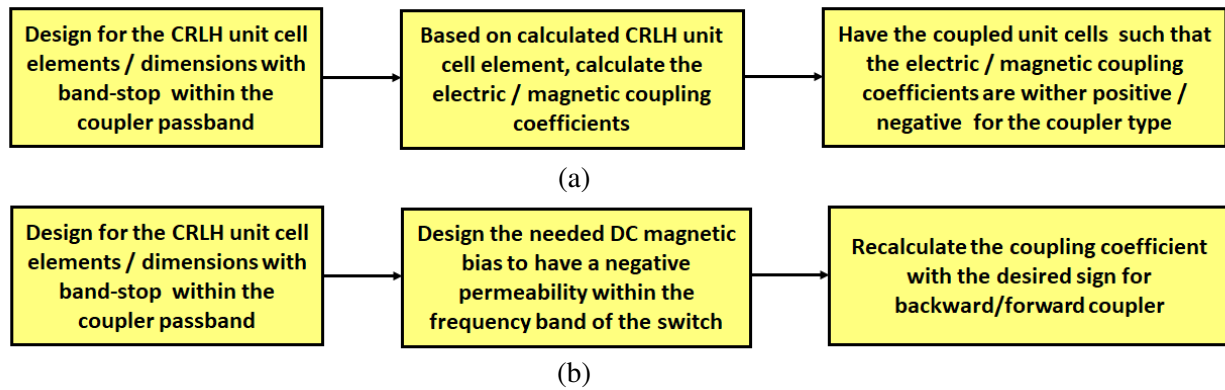 Design for the CRLH unit cell
elements / dimensions with
band-stop within the
coupler passband
Based on calculated CRLH unit
cell element, calculate the
electric / magnetic coupling
coefficients
Have the coupled unit cells such that
the electric / magnetic coupling
coefficients are wither positive /
negative for the coupler type
(a)
Design for the CRLH unit cell
elements / dimensions with
band-stop within the
coupler passband
Design the needed DC magnetic
bias to have a negative
permeability within the
frequency band of the switch
Recalculate the coupling coefficient
with the desired sign for
backward/forward coupler
(b)